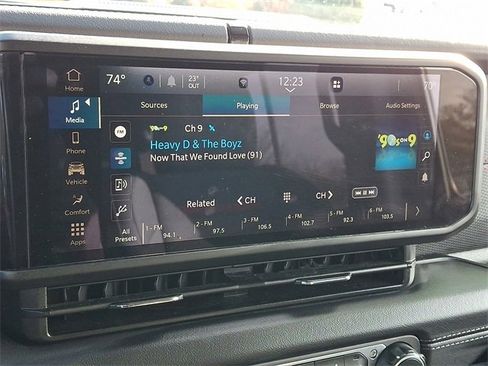 Home
74°
23°
OUT
12:23
70°
Media
Sources
Playing
Browse
Audio Settings
FM
90s on 9
Ch 9
Heavy D & The Boyz
Now That We Found Love (91)
'90s ON 9
Phone
Vehicle
Comfort
Related
CH
CH
Apps
All
Presets
1 - FM
94.1
2 - FM
97.5
3 - FM
106.5
4 - FM
102.7
5 - FM
92.3
6 - FM
103.5